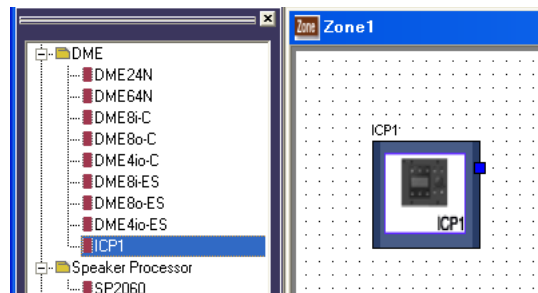 DME
DME24N
DME64N
DME8i-C
DME8o-C
DME4io-C
DME8i-ES
DME8o-ES
DME4io-ES
ICP1
Speaker Processor
SP2060
Zone Zone1
ICP1
ICP1